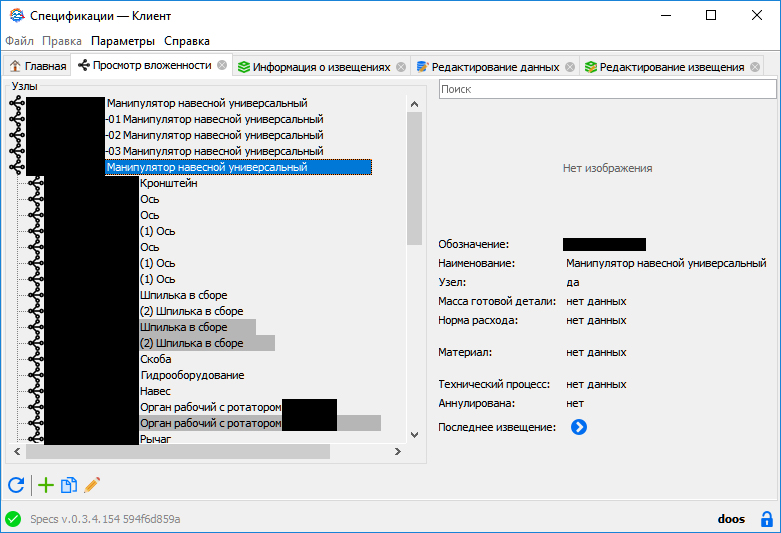 Спецификации — Клиент
Файл Правка Параметры Справка
Главная Просмотр вложенности Информация о извещениях Редактирование данных Редактирование извещения
Узлы
Манипулятор навесной универсальный
-01 Манипулятор навесной универсальный
-02 Манипулятор навесной универсальный
-03 Манипулятор навесной универсальный
Манипулятор навесной универсальный
Кронштейн
Ось
Ось
(1) Ось
Ось
(1) Ось
(1) Ось
Шпилька в сборе
(2) Шпилька в сборе
Шпилька в сборе
(2) Шпилька в сборе
Скоба
Гидрооборудование
Навес
Орган рабочий с ротатором
Орган рабочий с ротатором
Рычаг
Поиск
Нет изображения
Обозначение:
Наименование: Манипулятор навесной универсальный
Узел: да
Масса готовой детали: нет данных
Норма расхода: нет данных
Материал: нет данных
Технический процесс: нет данных
Аннулирована: нет
Последнее извещение:
Specs v.0.3.4.154 594f6d859a
doos